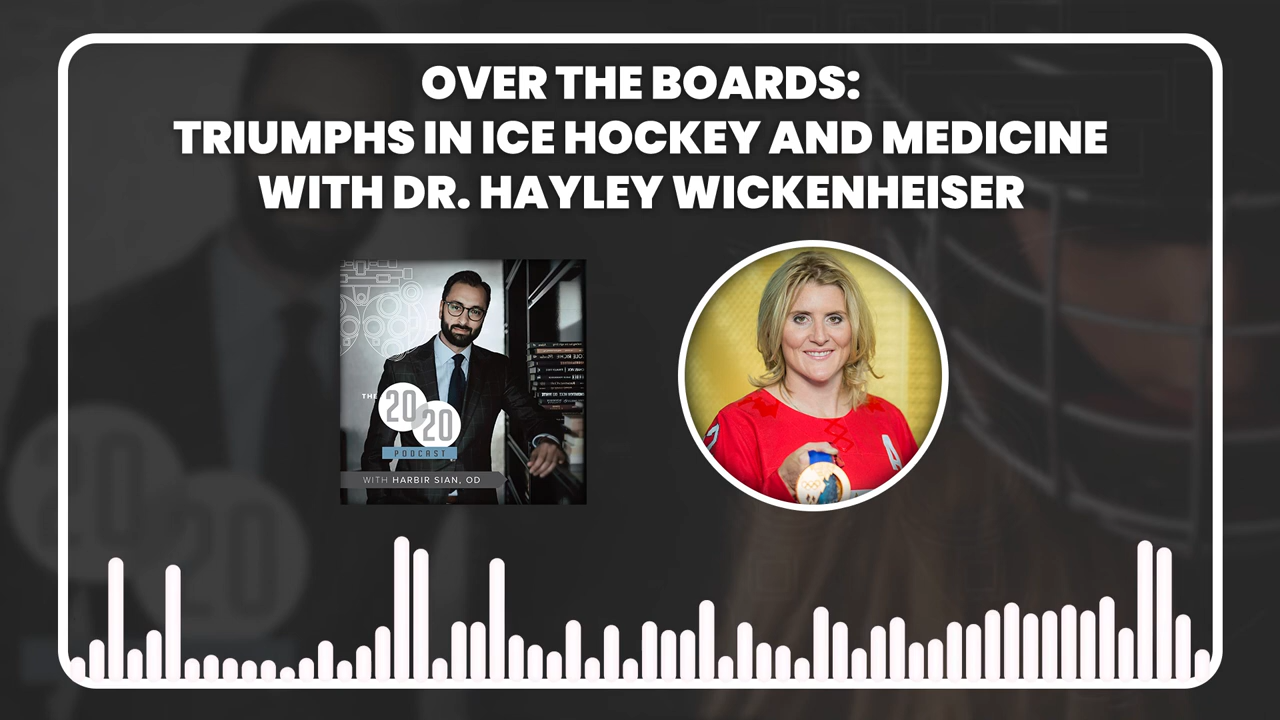 OVER THE BOARDS:
TRIUMPHS IN ICE HOCKEY AND MEDICINE
WITH DR. HAYLEY WICKENHEISER
THE
20
20
PODCAST
WITH HARBIR SIAN, OD